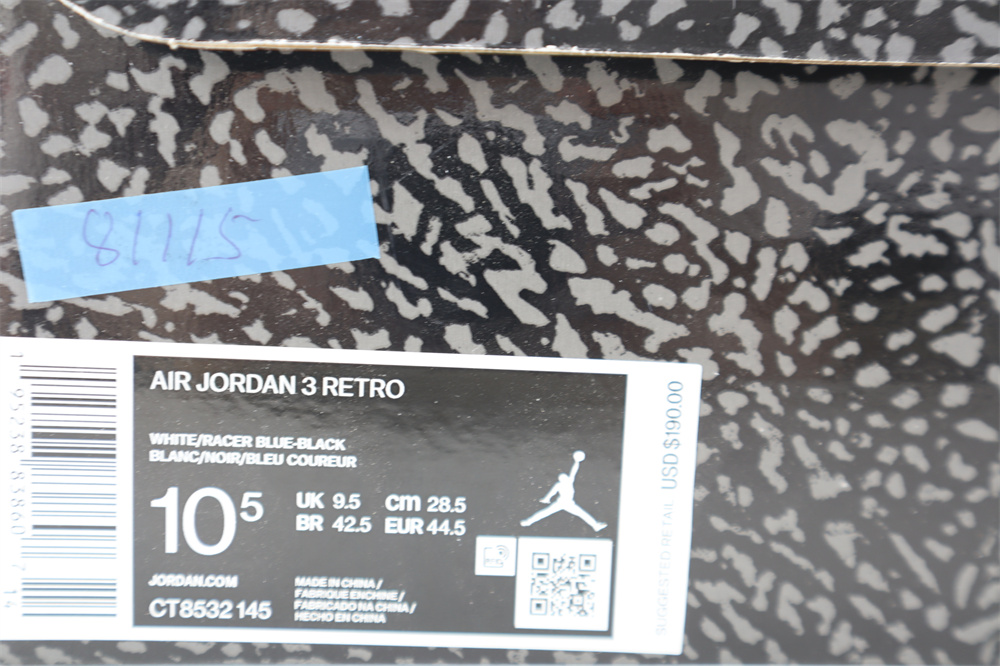 81115
AIR JORDAN 3 RETRO
WHITE/RACER BLUE-BLACK
BLANC/NOIR/BLEU COUREUR
10 5
UK 9.5 cm 28.5
BR 42.5 EUR 44.5
JORDAN.COM
CT8532 145
MADE IN CHINA /
FABRIQUE EN CHINE /
FABRICADO NA CHINA /
HECHO EN CHINA
SUGGESTED RETAIL USD $190.00